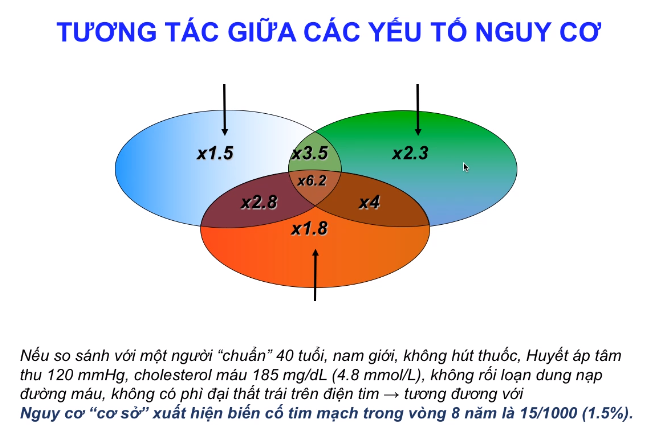 TƯƠNG TÁC GIỮA CÁC YẾU TỐ NGUY CƠ
x1.5
x3.5
x2.3
x6.2
x2.8
x4
x1.8
Nếu so sánh với một người “chuẩn” 40 tuổi, nam giới, không hút thuốc, Huyết áp tâm
thu 120 mmHg, cholesterol máu 185 mg/dL (4.8 mmol/L), không rối loạn dung nạp
đường máu, không có phì đại thất trái trên điện tim → tương đương với
Nguy cơ “cơ sở” xuất hiện biến cố tim mạch trong vòng 8 năm là 15/1000 (1.5%).